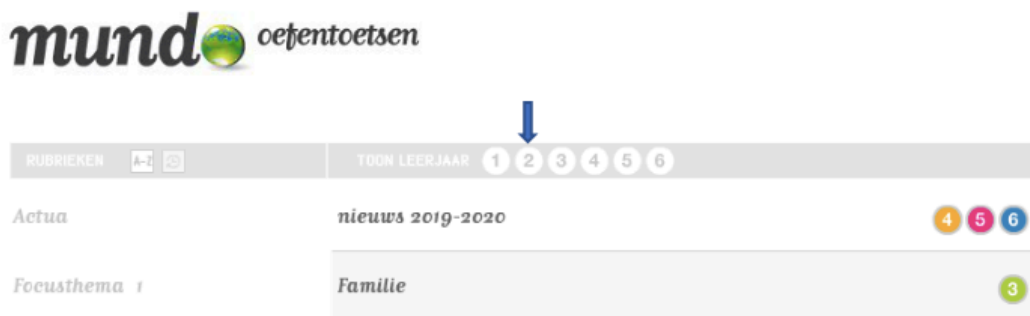 mundo oefentoetsen
RUBRIEKEN A-Z TOON LEERJAAR 1 2 3 4 5 6
Actua nieuws 2019-2020 4 5 6
Focusthema 1 Familie 3